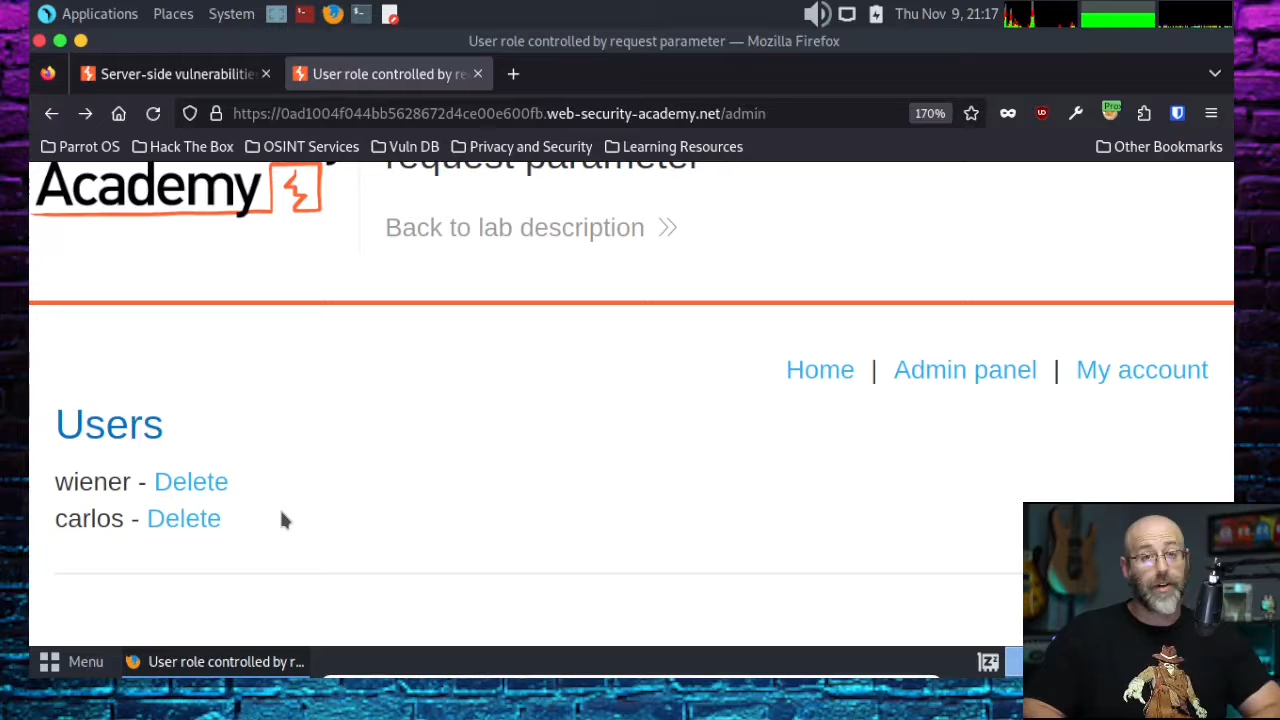 Applications Places System Thu Nov 9, 21:17
User role controlled by request parameter — Mozilla Firefox
Server-side vulnerabilitie User role controlled by re
https://0ad1004f044bb5628672d4ce00e600fb.web-security-academy.net/admin 170%
Parrot OS Hack The Box OSINT Services Vuln DB Privacy and Security Learning Resources Other Bookmarks
Academy request parameter
Back to lab description
Home | Admin panel | My account
Users
wiener - Delete
carlos - Delete
Menu User role controlled by r...